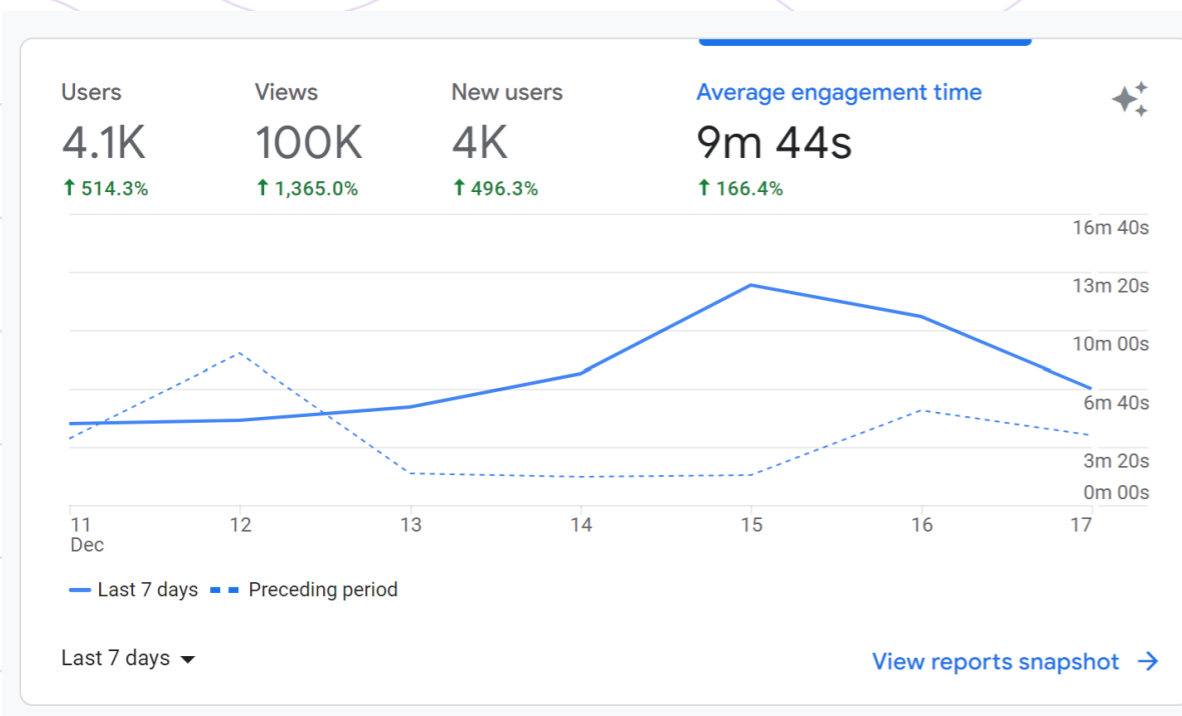 Users Views New users Average engagement time
4.1K 100K 4K 9m 44s
↑ 514.3% ↑ 1,365.0% ↑ 496.3% ↑ 166.4%
16m 40s
13m 20s
10m 00s
6m 40s
3m 20s
0m 00s
11 12 13 14 15 16 17
Dec
Last 7 days Preceding period
Last 7 days View reports snapshot →